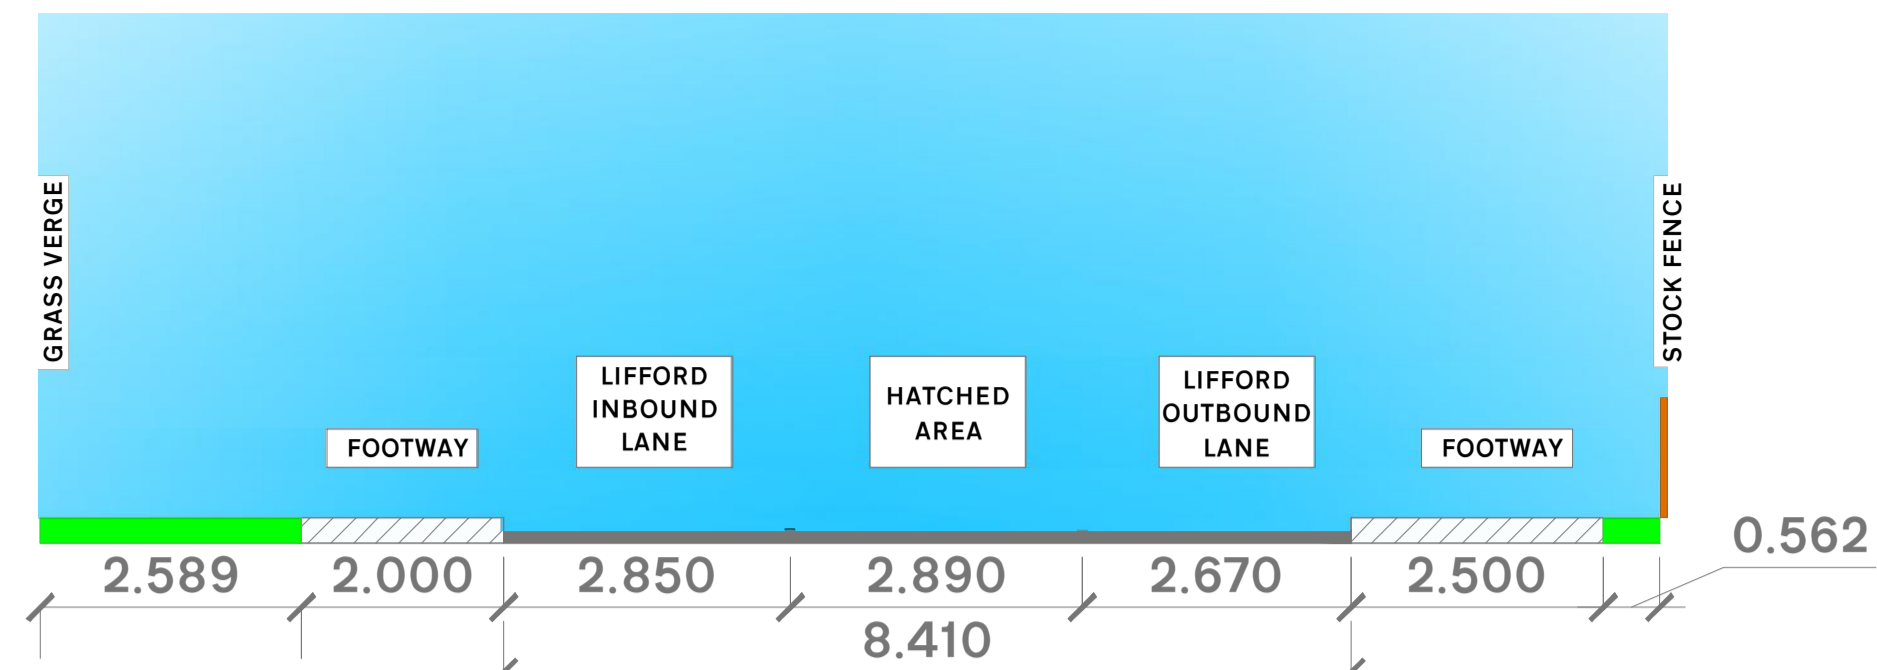 GRASS VERGE
STOCK FENCE
LIFFORD
INBOUND
LANE
HATCHED
AREA
LIFFORD
OUTBOUND
LANE
FOOTWAY
FOOTWAY
0.562
2.589 2.000 2.850 2.890 2.670 2.500
8.410